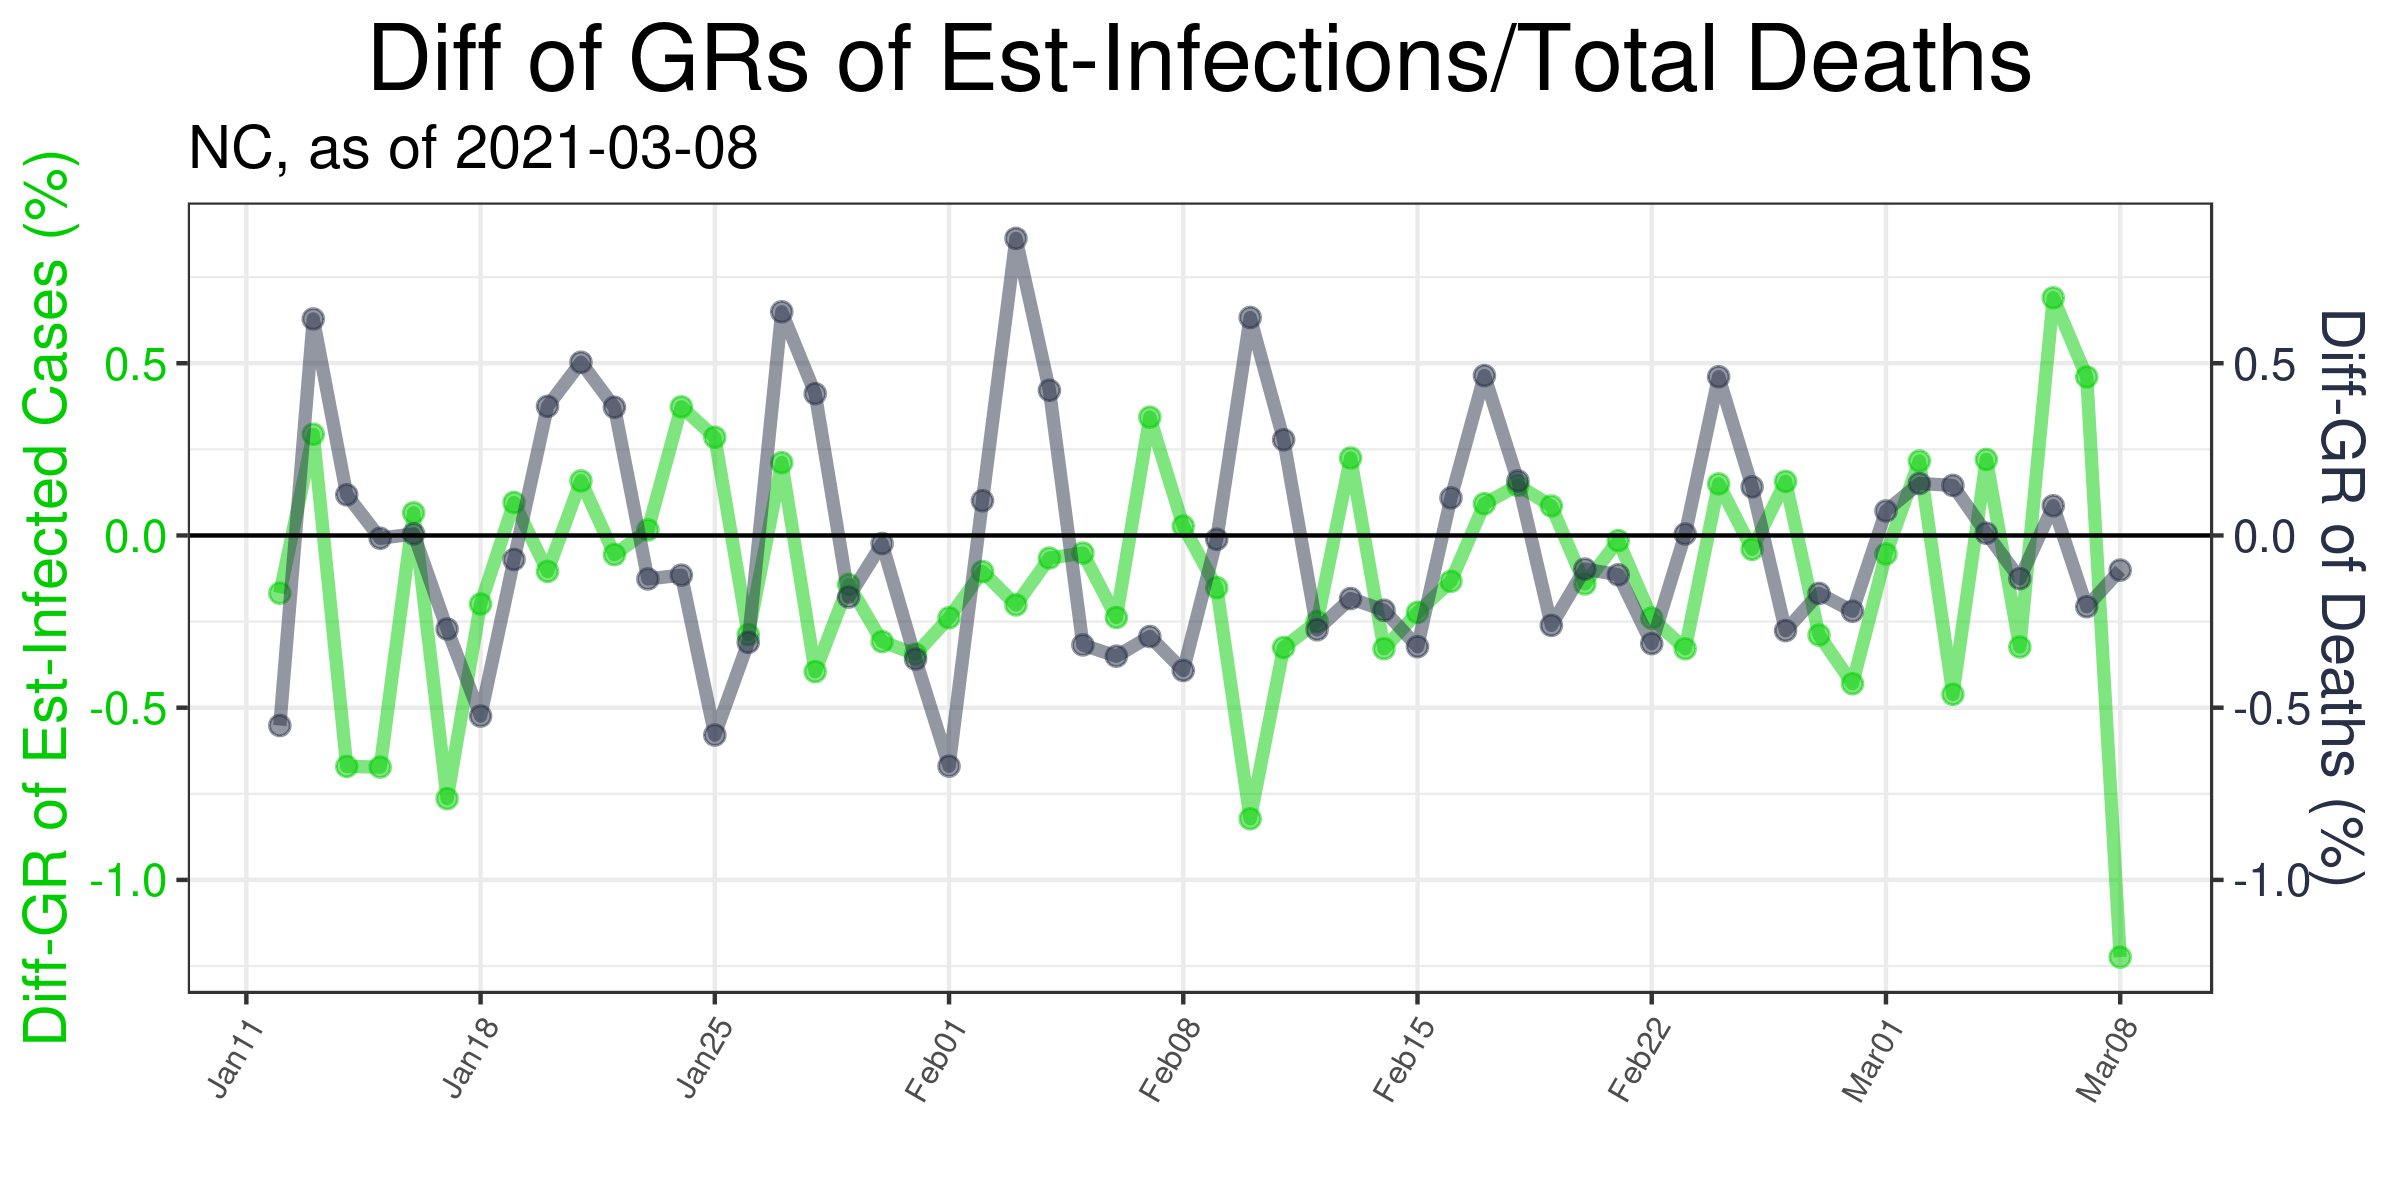 Diff of GRs of Est-Infections/Total Deaths
NC, as of 2021-03-08
Diff-GR of Est-Infected Cases (%)
0.5
0.0
-0.5
-1.0
0.5
0.0
-0.5
-1.0
Diff-GR of Deaths (%)
Jan11
Jan18
Jan25
Feb01
Feb08
Feb15
Feb22
Mar01
Mar08